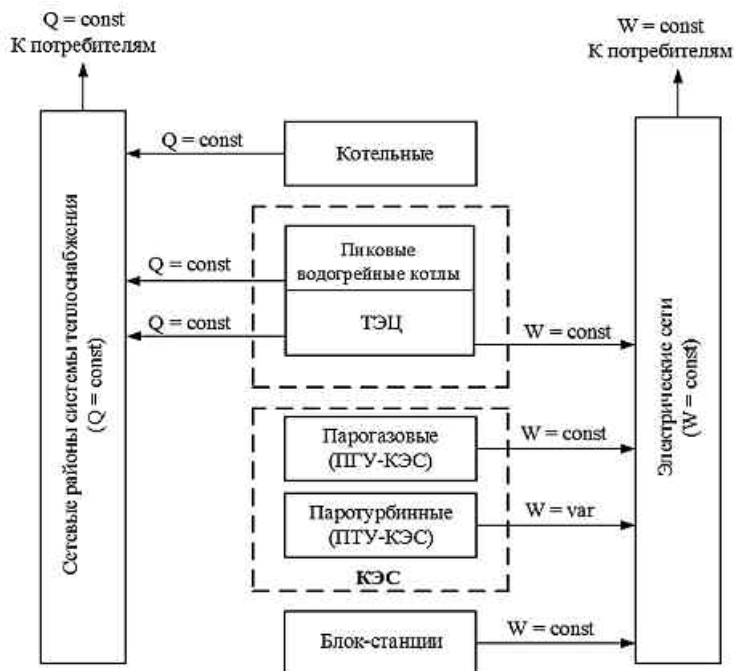 Q = const
К потребителям
W = const
К потребителям
Сетевые районы системы теплоснабжения
(Q = const)
Q = const
Котельные
Q = const
Пиковые
водогрейные котлы
Q = const
ТЭЦ
W = const
Парогазовые
(ПГУ-КЭС)
W = const
Паротурбинные
(ПТУ-КЭС)
W = var
КЭС
Блок-станции
W = const
Электрические сети
(W = const)